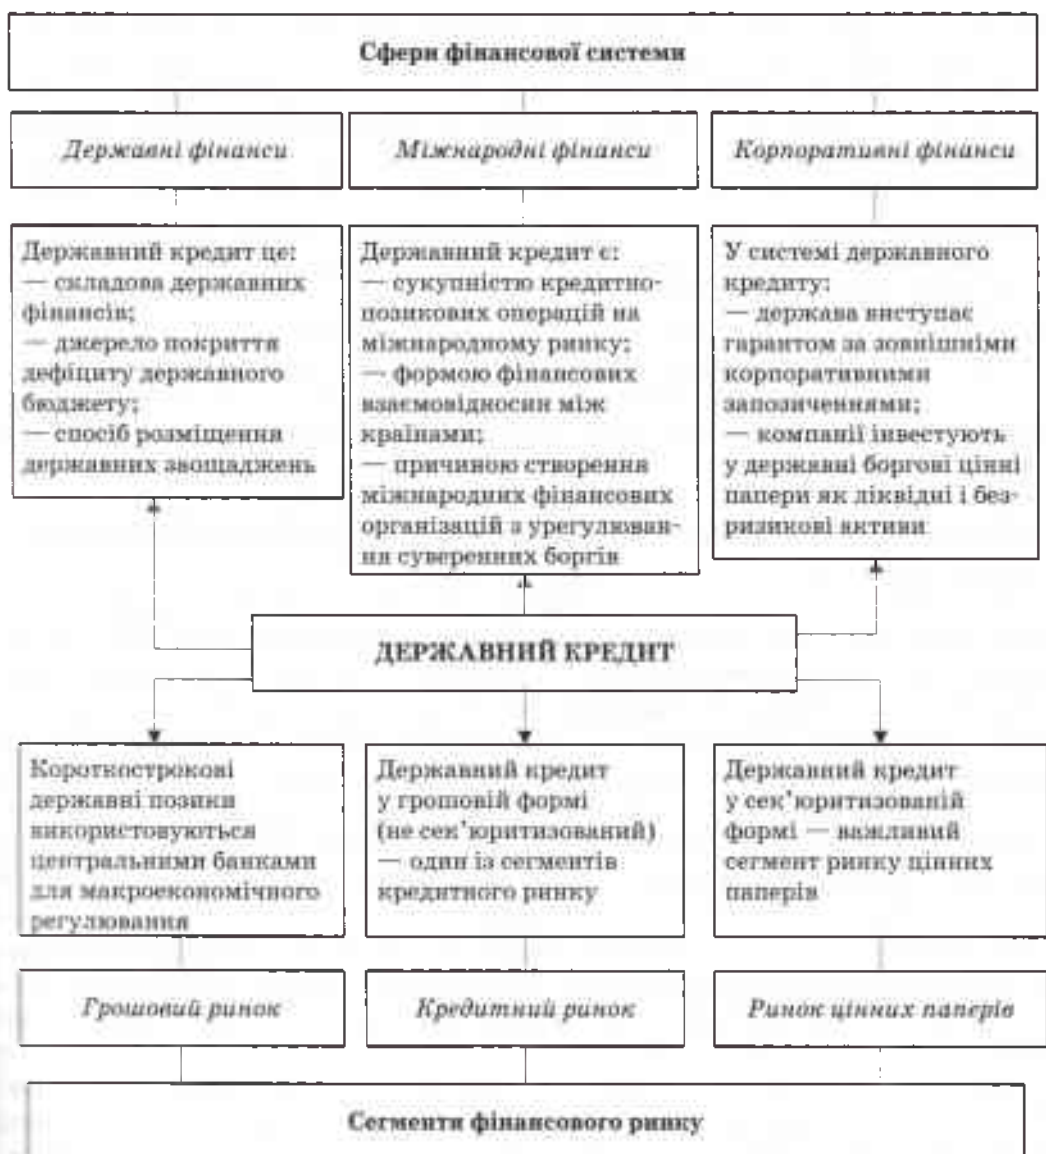 Сфери фінансової системи
Державні фінанси
Міжнародні фінанси
Корпоративні фінанси
Державний кредит це:
— складова державних
фінансів;
— джерело покриття
дефіциту державного
бюджету;
— спосіб розміщення
державних заощаджень
Державний кредит є:
— сукупністю кредитно-
позикових операцій на
міжнародному ринку;
— формою фінансових
взаємовідносин між
країнами;
— причиною створення
міжнародних фінансових
організацій з урегулюван-
ня суверенних боргів
У системі державного
кредиту:
— держава виступає
гарантом за зовнішніми
корпоративними
запозиченнями;
— компанії інвестують
у державні боргові цінні
папери як ліквідні і без-
ризикові активи
ДЕРЖАВНИЙ КРЕДИТ
Короткострокові
державні позики
використовуються
центральними банками
для макроекономічного
регулювання
Державний кредит
у грошовій формі
(не сек’юритизований)
— один із сегментів
кредитного ринку
Державний кредит
у сек’юритизованій
формі — важливий
сегмент ринку цінних
паперів
Грошовий ринок
Кредитний ринок
Ринок цінних паперів
Сегменти фінансового ринку